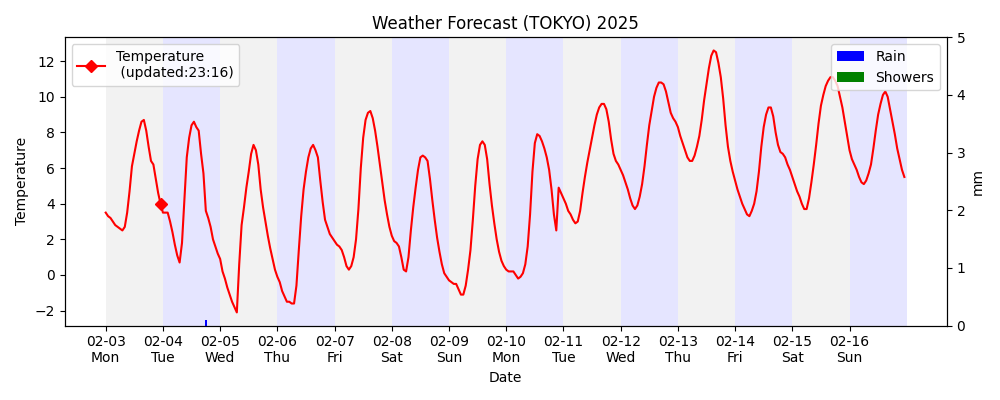 Weather Forecast (TOKYO) 2025
Temperature
(updated:23:16)
Rain
Showers
Temperature
12
10
8
6
4
2
0
−2
5
4
3
2
1
0
mm
02-03 02-04 02-05 02-06 02-07 02-08 02-09 02-10 02-11 02-12 02-13 02-14 02-15 02-16
Mon Tue Wed Thu Fri Sat Sun Mon Tue Wed Thu Fri Sat Sun
Date